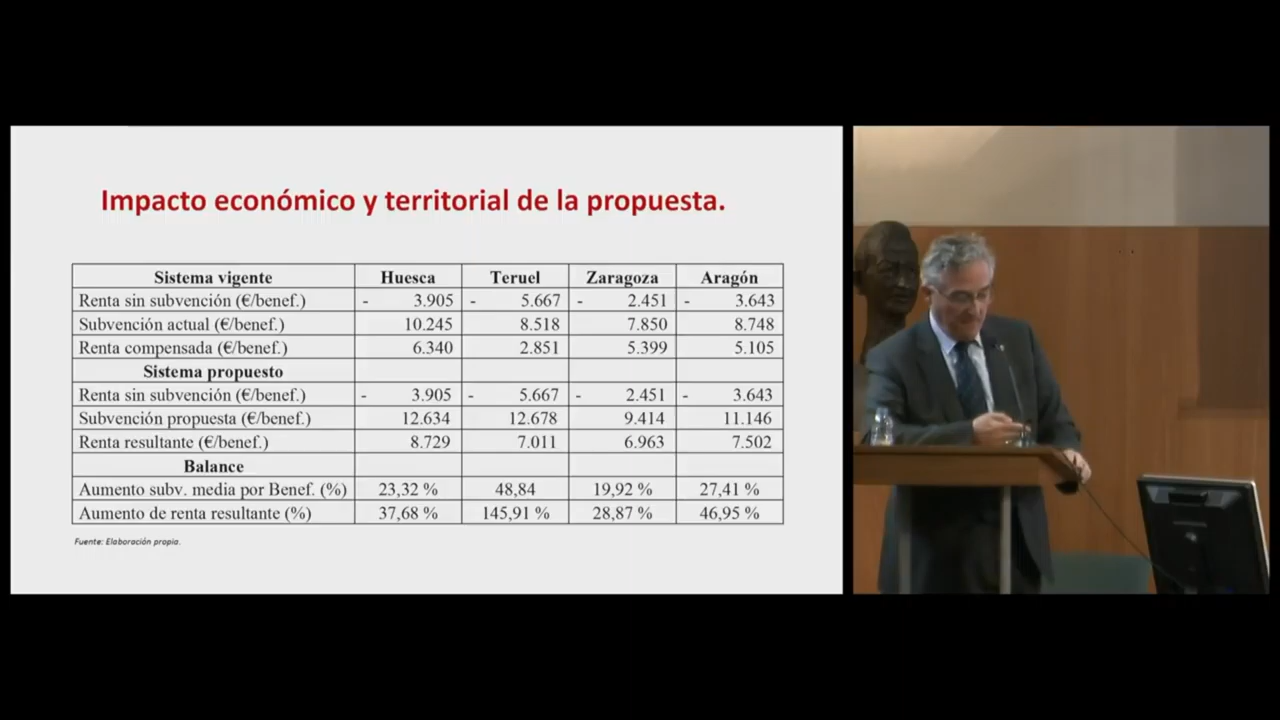 Impacto económico y territorial de la propuesta.
Sistema vigente Huesca Teruel Zaragoza Aragón
Renta sin subvención (€/benef.) - 3.905 - 5.667 - 2.451 - 3.643
Subvención actual (€/benef.) 10.245 8.518 7.850 8.748
Renta compensada (€/benef.) 6.340 2.851 5.399 5.105
Sistema propuesto
Renta sin subvención (€/benef.) - 3.905 - 5.667 - 2.451 - 3.643
Subvención propuesta (€/benef.) 12.634 12.678 9.414 11.146
Renta resultante (€/benef.) 8.729 7.011 6.963 7.502
Balance
Aumento subv. media por Benef. (%) 23,32 % 48,84 19,92 % 27,41 %
Aumento de renta resultante (%) 37,68 % 145,91 % 28,87 % 46,95 %
Fuente: Elaboración propia.